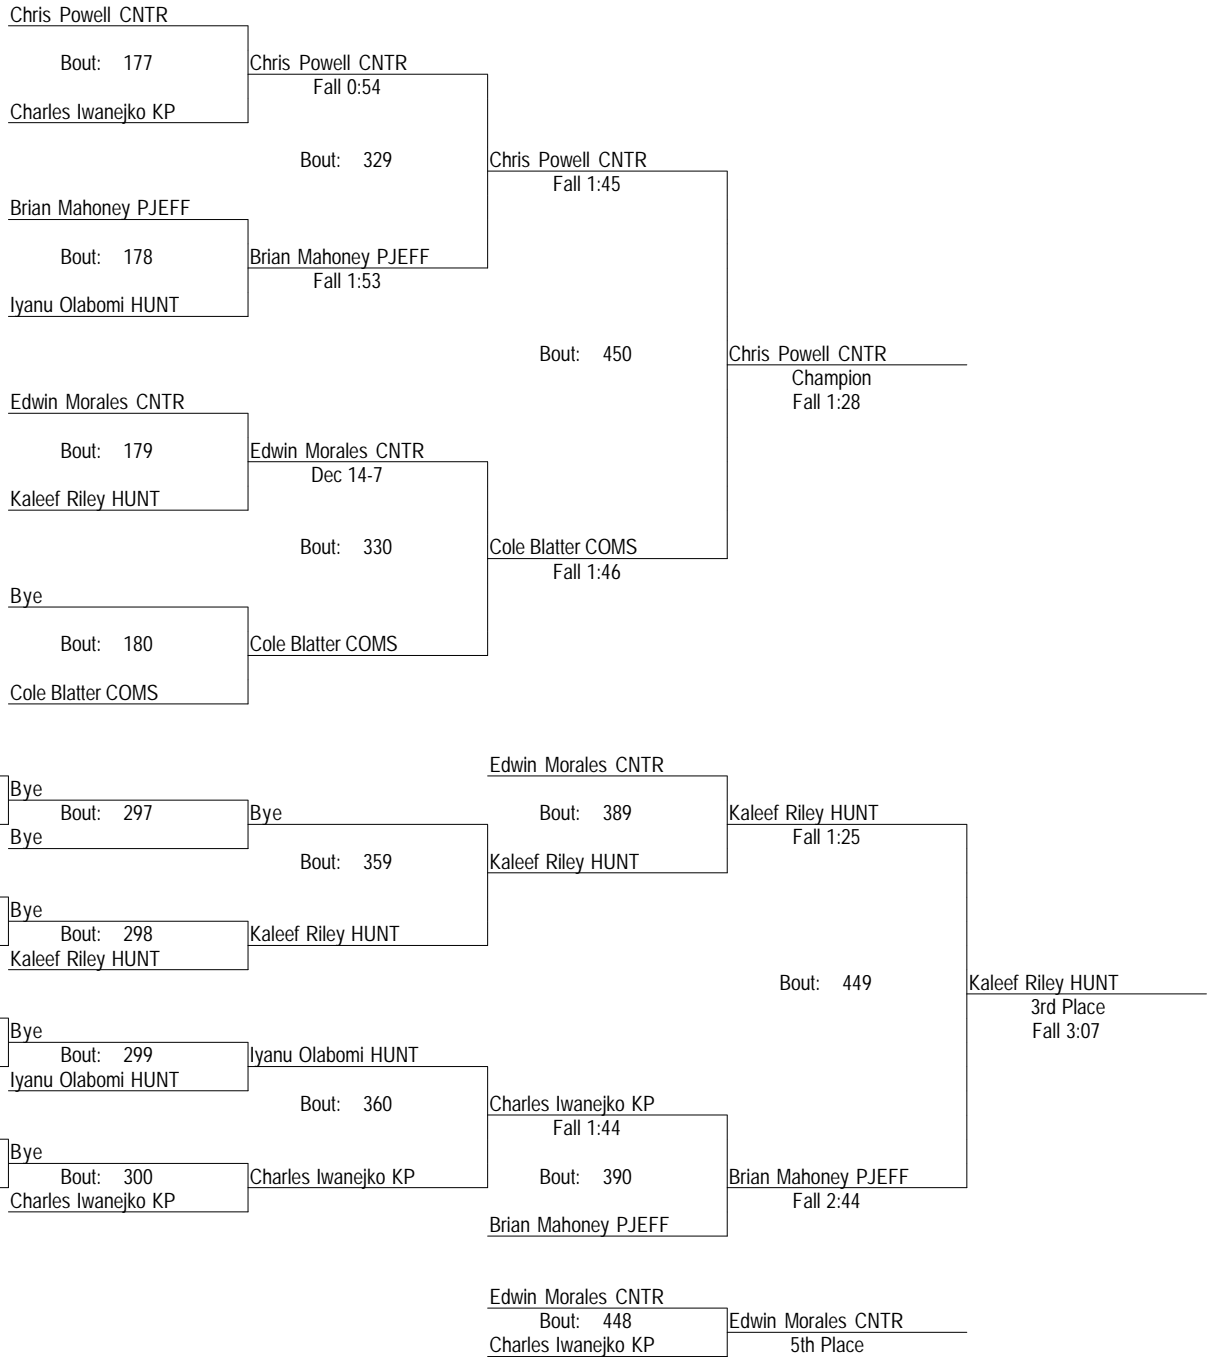 Chris Powell CNTR
Bout: 177
Chris Powell CNTR
Fall 0:54
Charles Iwanejko KP
Bout: 329
Chris Powell CNTR
Fall 1:45
Brian Mahoney PJEFF
Bout: 178
Brian Mahoney PJEFF
Fall 1:53
Iyanu Olabomi HUNT
Bout: 450
Chris Powell CNTR
Champion
Fall 1:28
Edwin Morales CNTR
Bout: 179
Edwin Morales CNTR
Dec 14-7
Kaleef Riley HUNT
Bout: 330
Cole Blatter COMS
Fall 1:46
Bye
Bout: 180
Cole Blatter COMS
Cole Blatter COMS
Edwin Morales CNTR
Bye
Bout: 297
Bye
Bout: 389
Kaleef Riley HUNT
Fall 1:25
Bye
Bout: 359
Kaleef Riley HUNT
Bye
Bout: 298
Kaleef Riley HUNT
Kaleef Riley HUNT
Bout: 449
Kaleef Riley HUNT
3rd Place
Fall 3:07
Bye
Bout: 299
Iyanu Olabomi HUNT
Iyanu Olabomi HUNT
Bout: 360
Charles Iwanejko KP
Fall 1:44
Bye
Bout: 300
Charles Iwanejko KP
Bout: 390
Brian Mahoney PJEFF
Fall 2:44
Charles Iwanejko KP
Brian Mahoney PJEFF
Edwin Morales CNTR
Bout: 448
Edwin Morales CNTR
5th Place
Charles Iwanejko KP